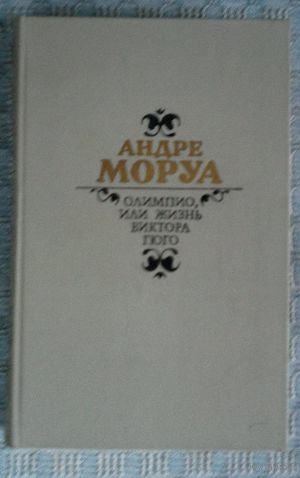 АНДРЕ
МОРУА
ОЛИМПИО,
ИЛИ ЖИЗНЬ
ВИКТОРА
ГЮГО